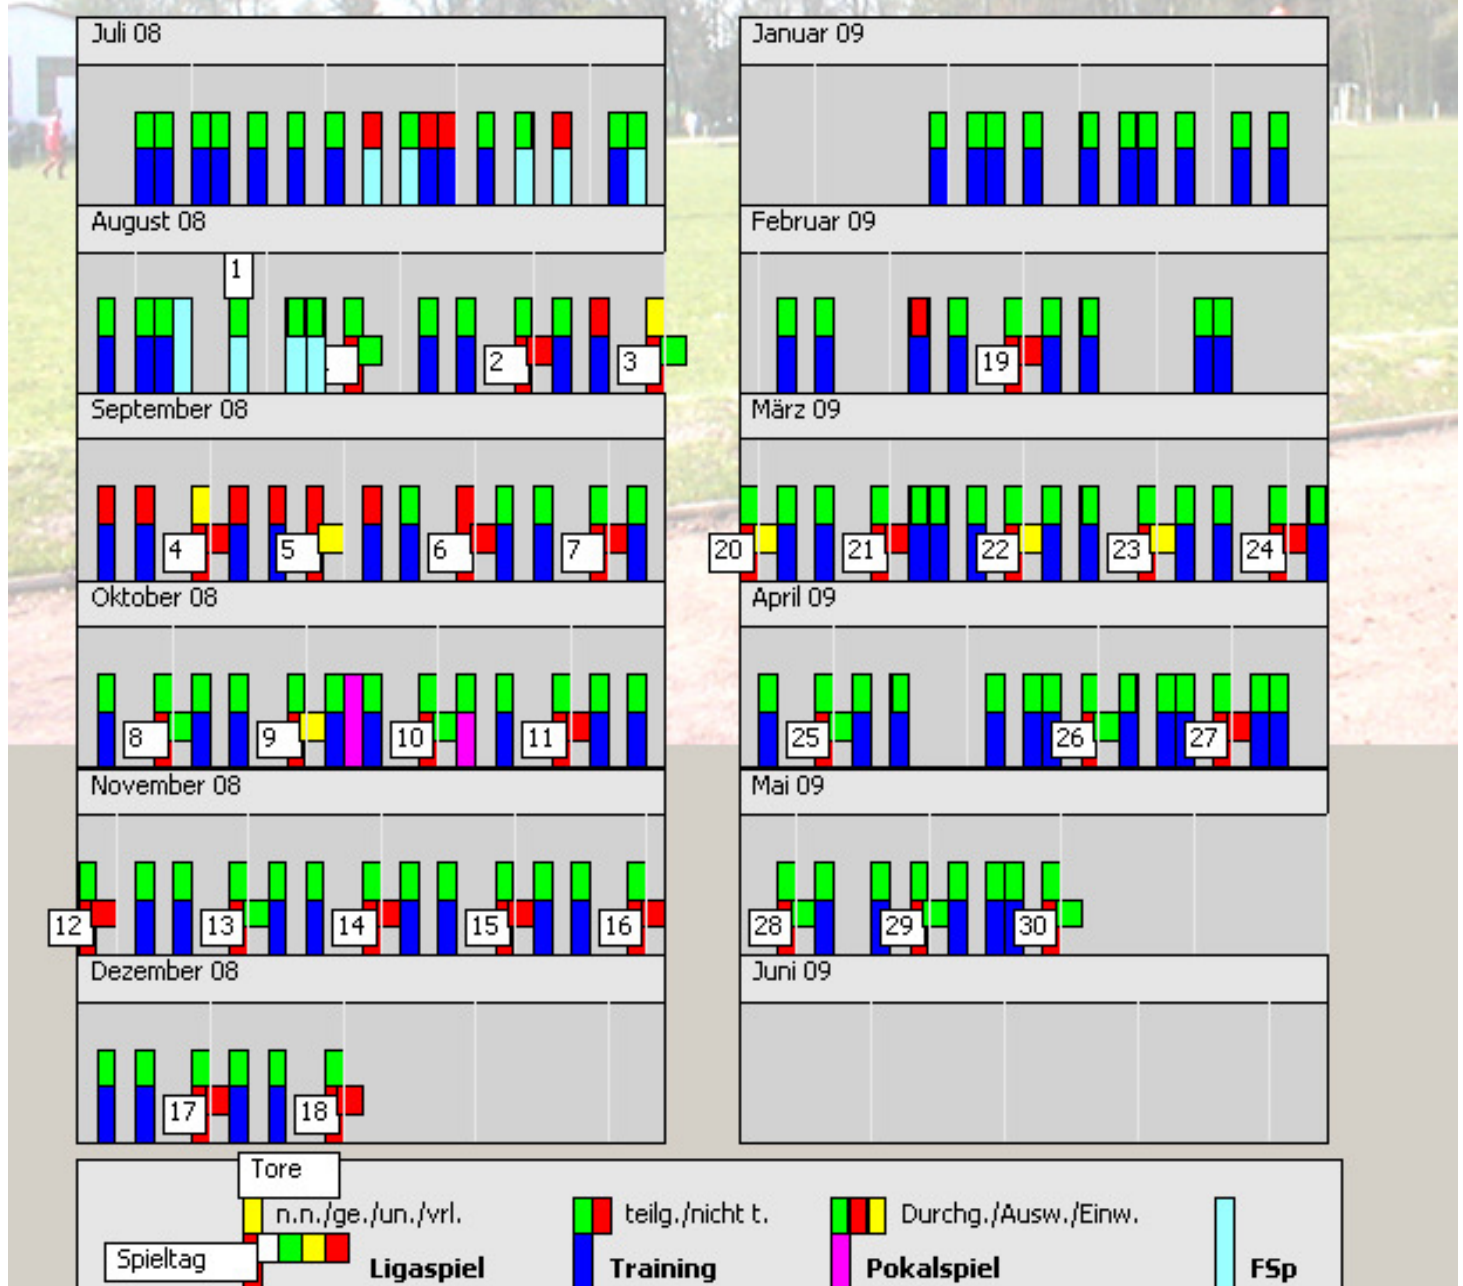 Juli 08
1
August 08
2
3
September 08
4
5
6
7
Oktober 08
8
9
10
11
November 08
12
13
14
15
16
Dezember 08
17
18
Januar 09
Februar 09
19
März 09
20
21
22
23
24
April 09
25
26
27
Mai 09
28
29
30
Juni 09
Tore
n.n./ge./un./vrl.
teilg./nicht t.
Durchg./Ausw./Einw.
Spieltag
Ligaspiel
Training
Pokalspiel
FSp